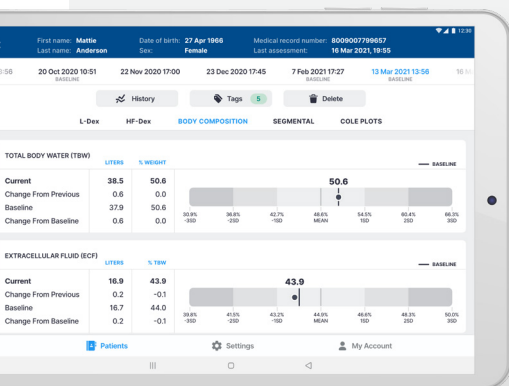 12:30
First name: Mattie Date of birth: 27 Apr 1966 Medical record number: 8009007799657
Last name: Anderson Sex: Female Last assessment: 16 Mar 2021, 19:55
20 Oct 2020 10:51 22 Nov 2020 17:00 23 Dec 2020 17:45 7 Feb 2021 17:27 13 Mar 2021 13:56
BASELINE BASELINE BASELINE
History Tags 5 Delete
L-Dex HF-Dex BODY COMPOSITION SEGMENTAL COLE PLOTS
TOTAL BODY WATER (TBW) LITERS % WEIGHT BASELINE
Current 38.5 50.6 50.6
Change From Previous 0.6 0.0
Baseline 37.9 50.6
Change From Baseline 0.6 0.0
30.9% 36.8% 42.7% 48.6% 54.5% 60.4% 66.3%
-3SD -2SD -1SD MEAN 1SD 2SD 3SD
EXTRACELLULAR FLUID (ECF) LITERS % TBW BASELINE
Current 16.9 43.9 43.9
Change From Previous 0.2 -0.1
Baseline 16.7 44.0
Change From Baseline 0.2 -0.1
39.8% 41.5% 43.2% 44.9% 46.6% 48.3% 50.0%
-3SD -2SD -1SD MEAN 1SD 2SD 3SD
Patients Settings My Account